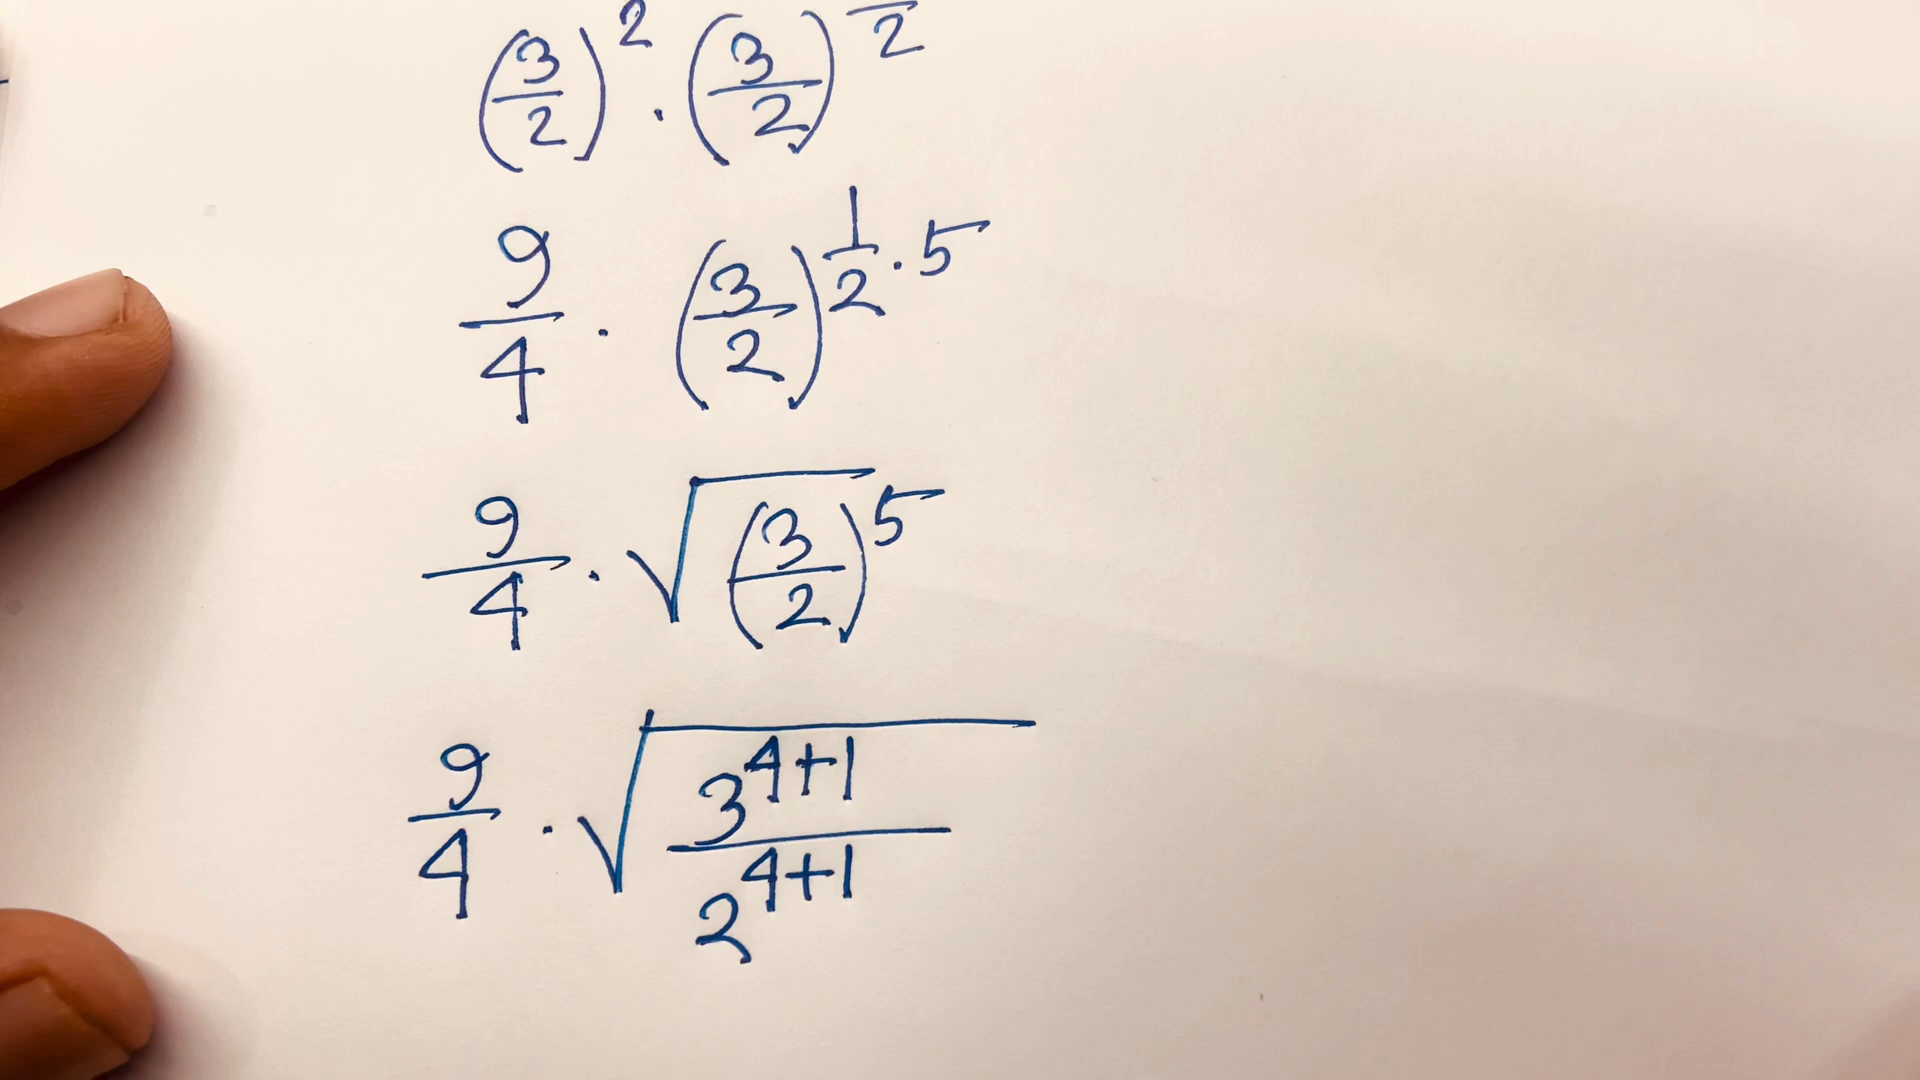 (3/2)^2 · (3/2)^—/2
9/4 · (3/2)^1/2 · 5
9/4 · √(3/2)^5
9/4 · √3^4+1/2^4+1